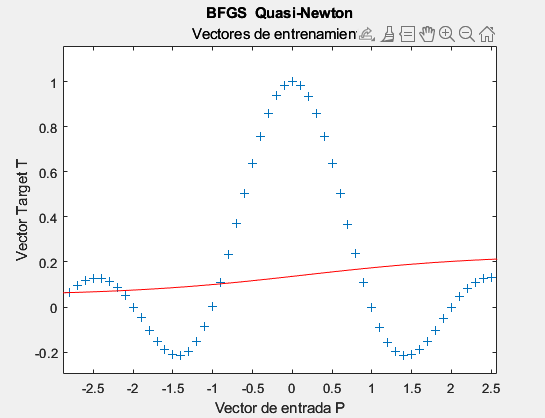 BFGS  Quasi-Newton
Vectores de entrenamien
Vector Target T
1
0.8
0.6
0.4
0.2
0
-0.2
-2.5 -2 -1.5 -1 -0.5 0 0.5 1 1.5 2 2.5
Vector de entrada P